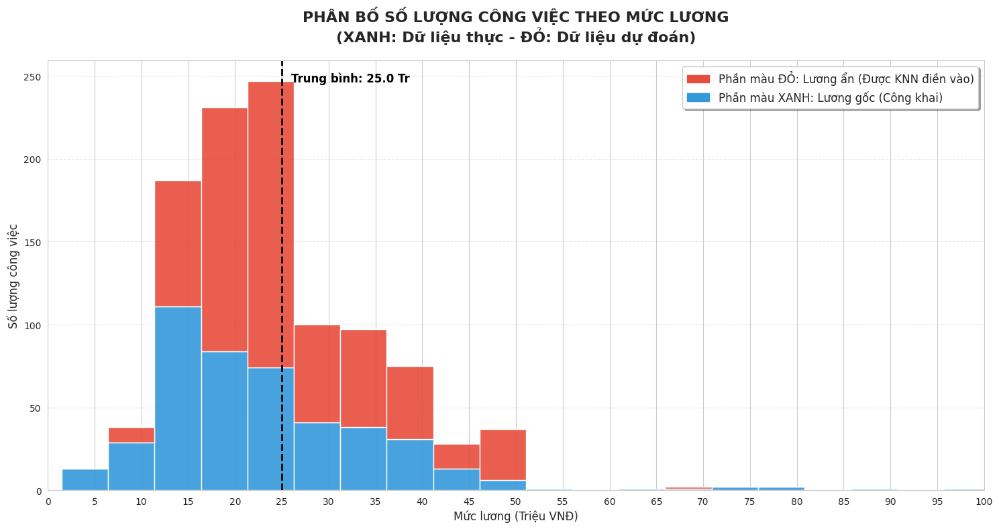 PHÂN BỐ SỐ LƯỢNG CÔNG VIỆC THEO MỨC LƯƠNG
(XANH: Dữ liệu thực - ĐỎ: Dữ liệu dự đoán)
Trung bình: 25.0 Tr
Phần màu ĐỎ: Lương ẩn (Được KNN điền vào)
Phần màu XANH: Lương gốc (Công khai)
Số lượng công việc
250
200
150
100
50
0
0 5 10 15 20 25 30 35 40 45 50 55 60 65 70 75 80 85 90 95 100
Mức lương (Triệu VNĐ)